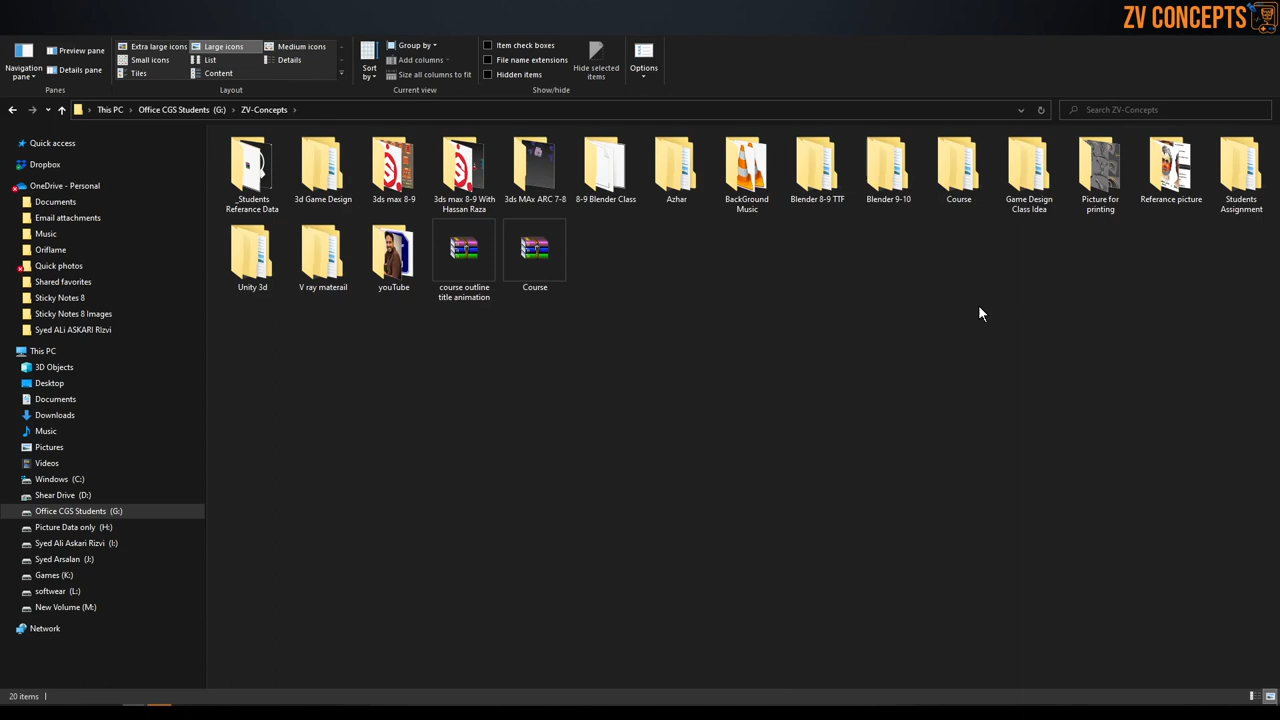 ZV CONCEPTS
Navigation pane
Preview pane
Details pane
Panes
Extra large icons
Large icons
Medium icons
Small icons
List
Details
Tiles
Content
Layout
Sort by
Group by
Add columns
Size all columns to fit
Current view
Item check boxes
File name extensions
Hidden items
Hide selected items
Show/hide
Options
This PC
Office CGS Students (G:)
ZV-Concepts
Search ZV-Concepts
Quick access
Dropbox
OneDrive - Personal
Documents
Email attachments
Music
Oriflame
Quick photos
Shared favorites
Sticky Notes 8
Sticky Notes 8 Images
Syed ALi ASKARI RIzvi
This PC
3D Objects
Desktop
Documents
Downloads
Music
Pictures
Videos
Windows (C:)
Shear Drive (D:)
Office CGS Students (G:)
Picture Data only (H:)
Syed Ali Askari Rizvi (I:)
Syed Arsalan (J:)
Games (K:)
softwear (L:)
New Volume (M:)
Network
_Students
Referance Data
3d Game Design
3ds max 8-9
3ds max 8-9 With
Hassan Raza
3ds MAx ARC 7-8
8-9 Blender Class
Azhar
BackGround
Music
Blender 8-9 TTF
Blender 9-10
Course
Game Design
Class Idea
Picture for
printing
Referance picture
Students
Assignment
Unity 3d
V ray materail
youTube
course outline
title animation
Course
20 items